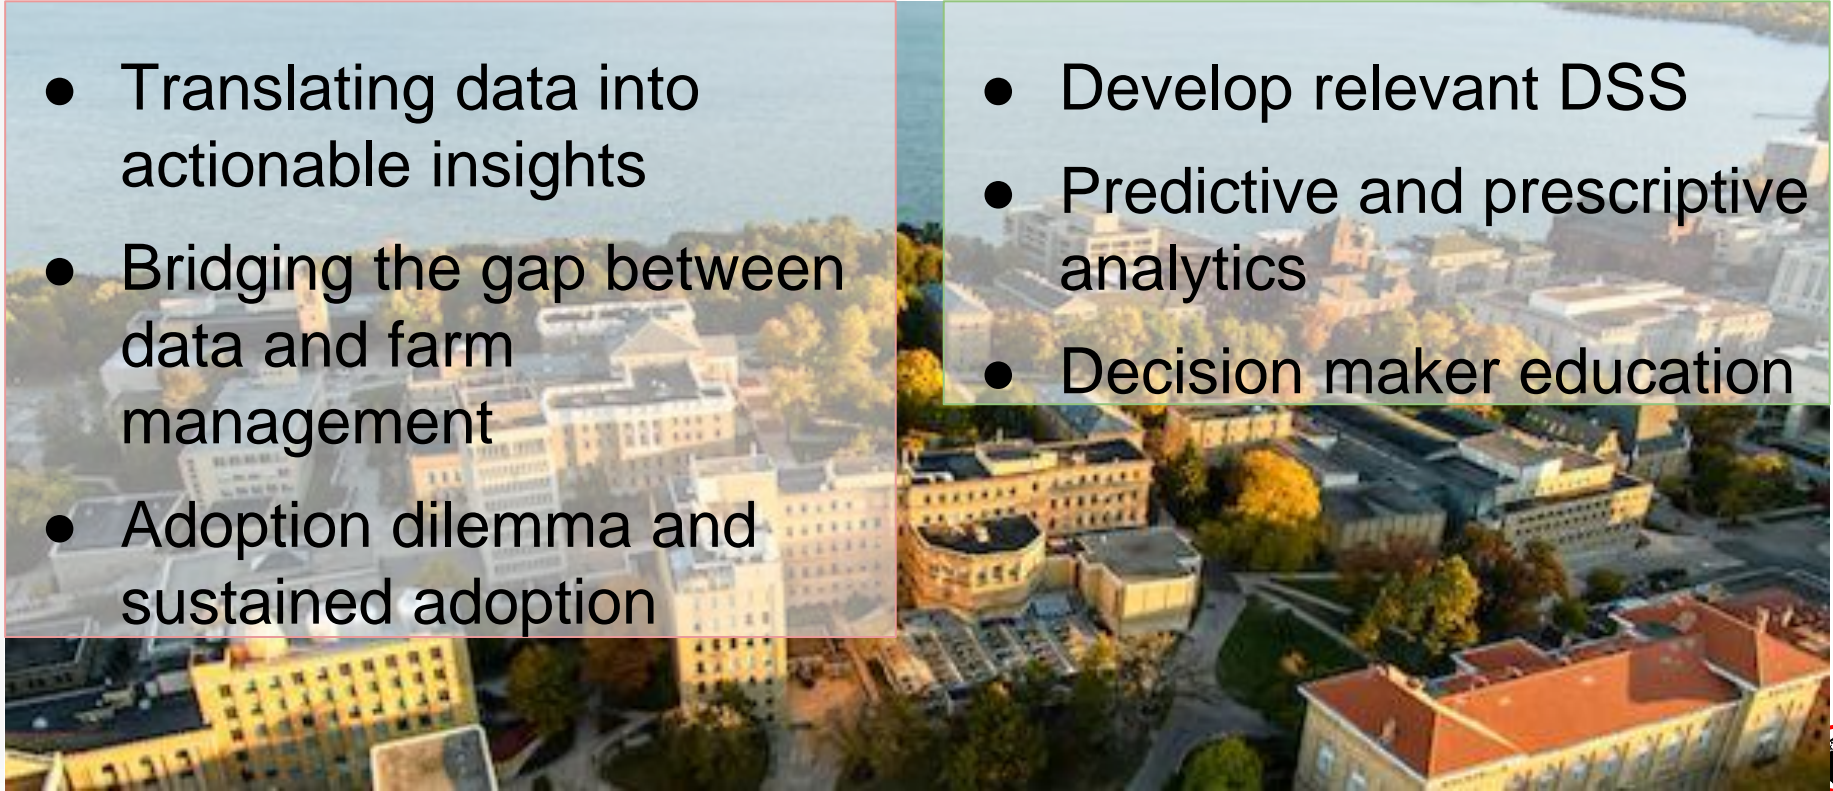 ● Translating data into
actionable insights
● Bridging the gap between
data and farm
management
● Adoption dilemma and
sustained adoption
● Develop relevant DSS
● Predictive and prescriptive
analytics
● Decision maker education